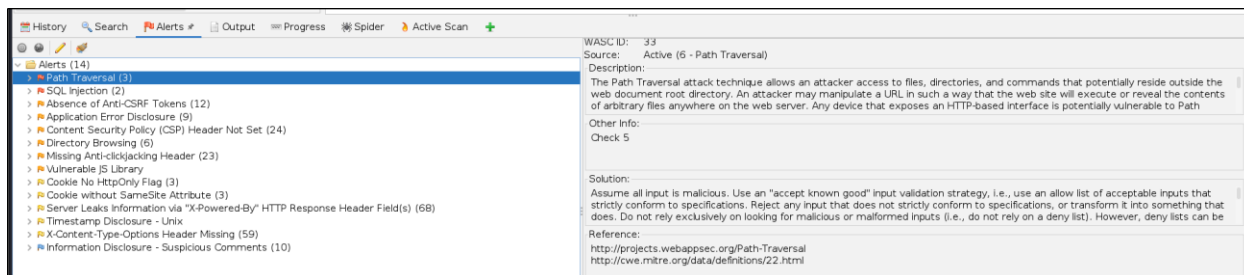 History Search Alerts Output Progress Spider Active Scan
Alerts (14)
Path Traversal (3)
SQL Injection (2)
Absence of Anti-CSRF Tokens (12)
Application Error Disclosure (9)
Content Security Policy (CSP) Header Not Set (24)
Directory Browsing (6)
Missing Anti-clickjacking Header (23)
Vulnerable JS Library
Cookie No HttpOnly Flag (3)
Cookie without SameSite Attribute (3)
Server Leaks Information via "X-Powered-By" HTTP Response Header Field(s) (68)
Timestamp Disclosure - Unix
X-Content-Type-Options Header Missing (59)
Information Disclosure - Suspicious Comments (10)
WASC ID: 33
Source: Active (6 - Path Traversal)
Description:
The Path Traversal attack technique allows an attacker access to files, directories, and commands that potentially reside outside the
web document root directory. An attacker may manipulate a URL in such a way that the web site will execute or reveal the contents
of arbitrary files anywhere on the web server. Any device that exposes an HTTP-based interface is potentially vulnerable to Path
Other Info:
Check 5
Solution:
Assume all input is malicious. Use an "accept known good" input validation strategy, i.e., use an allow list of acceptable inputs that
strictly conform to specifications. Reject any input that does not strictly conform to specifications, or transform it into something that
does. Do not rely exclusively on looking for malicious or malformed inputs (i.e., do not rely on a deny list). However, deny lists can be
Reference:
http://projects.webappsec.org/Path-Traversal
http://cwe.mitre.org/data/definitions/22.html